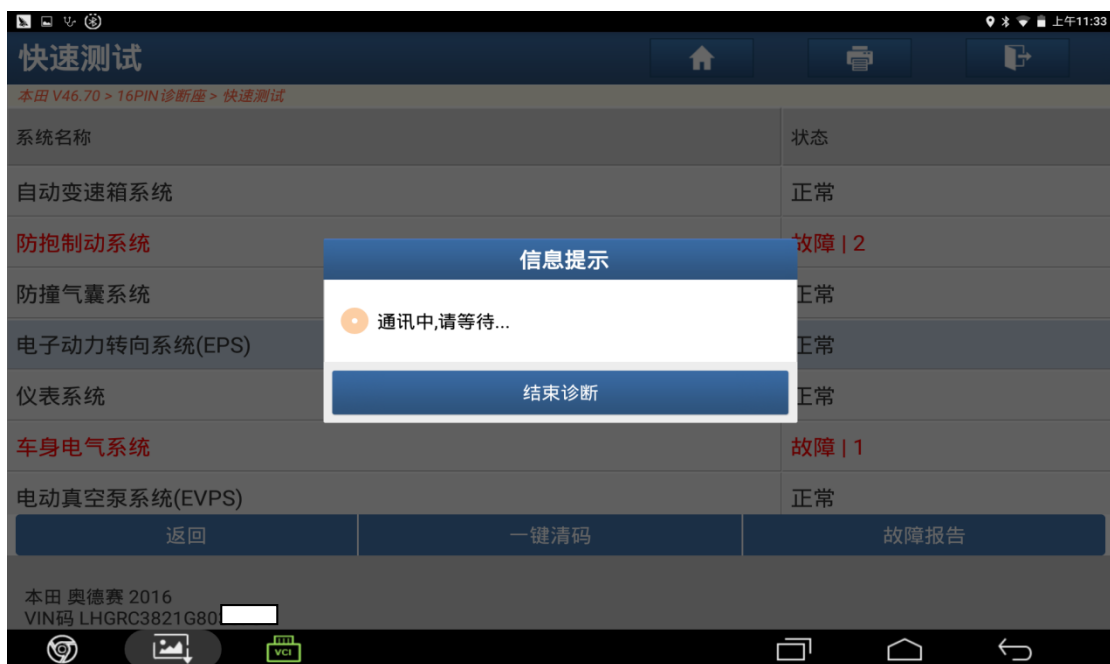 上午11:33
快速测试
本田 V46.70 > 16PIN诊断座 > 快速测试
系统名称 状态
自动变速箱系统 正常
防抱制动系统 故障 | 2
防撞气囊系统 正常
电子动力转向系统(EPS) 正常
仪表系统 正常
车身电气系统 故障 | 1
电动真空泵系统(EVPS) 正常
信息提示
通讯中,请等待...
结束诊断
返回 一键清码 故障报告
本田 奥德赛 2016
VIN码 LHGRC3821G80
VCI